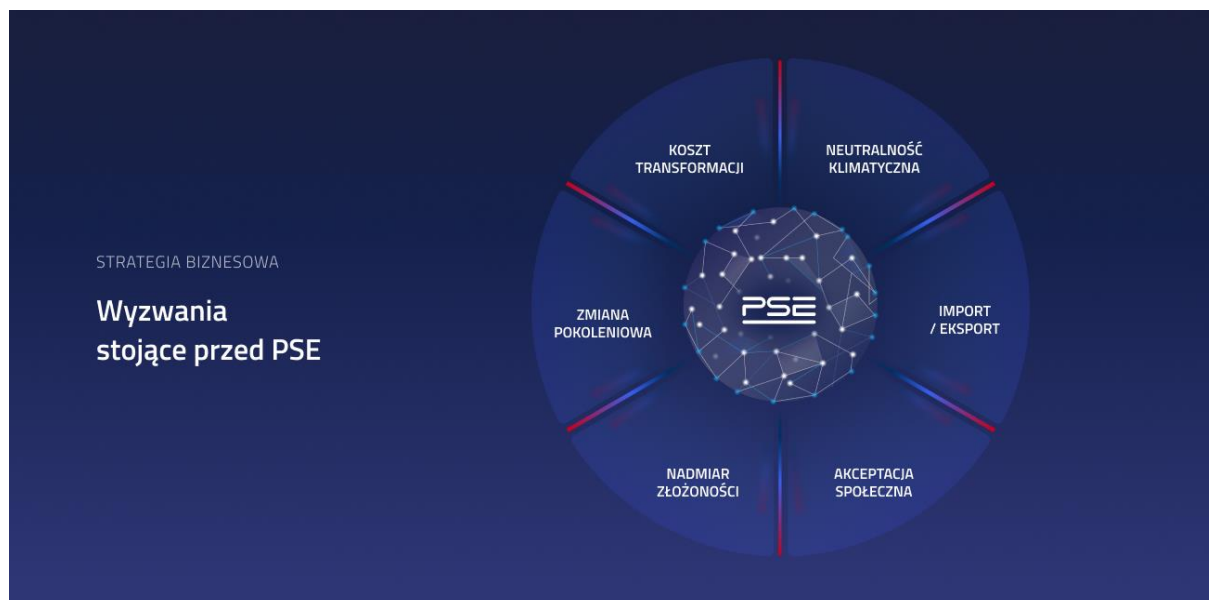 STRATEGIA BIZNESOWA
Wyzwania
stojące przed PSE
KOSZT
TRANSFORMACJI
NEUTRALNOŚĆ
KLIMATYCZNA
ZMIANA
POKOLENIOWA
PSE
IMPORT
/ EKSPORT
NADMIAR
ZŁOŻONOŚCI
AKCEPTACJA
SPOŁECZNA